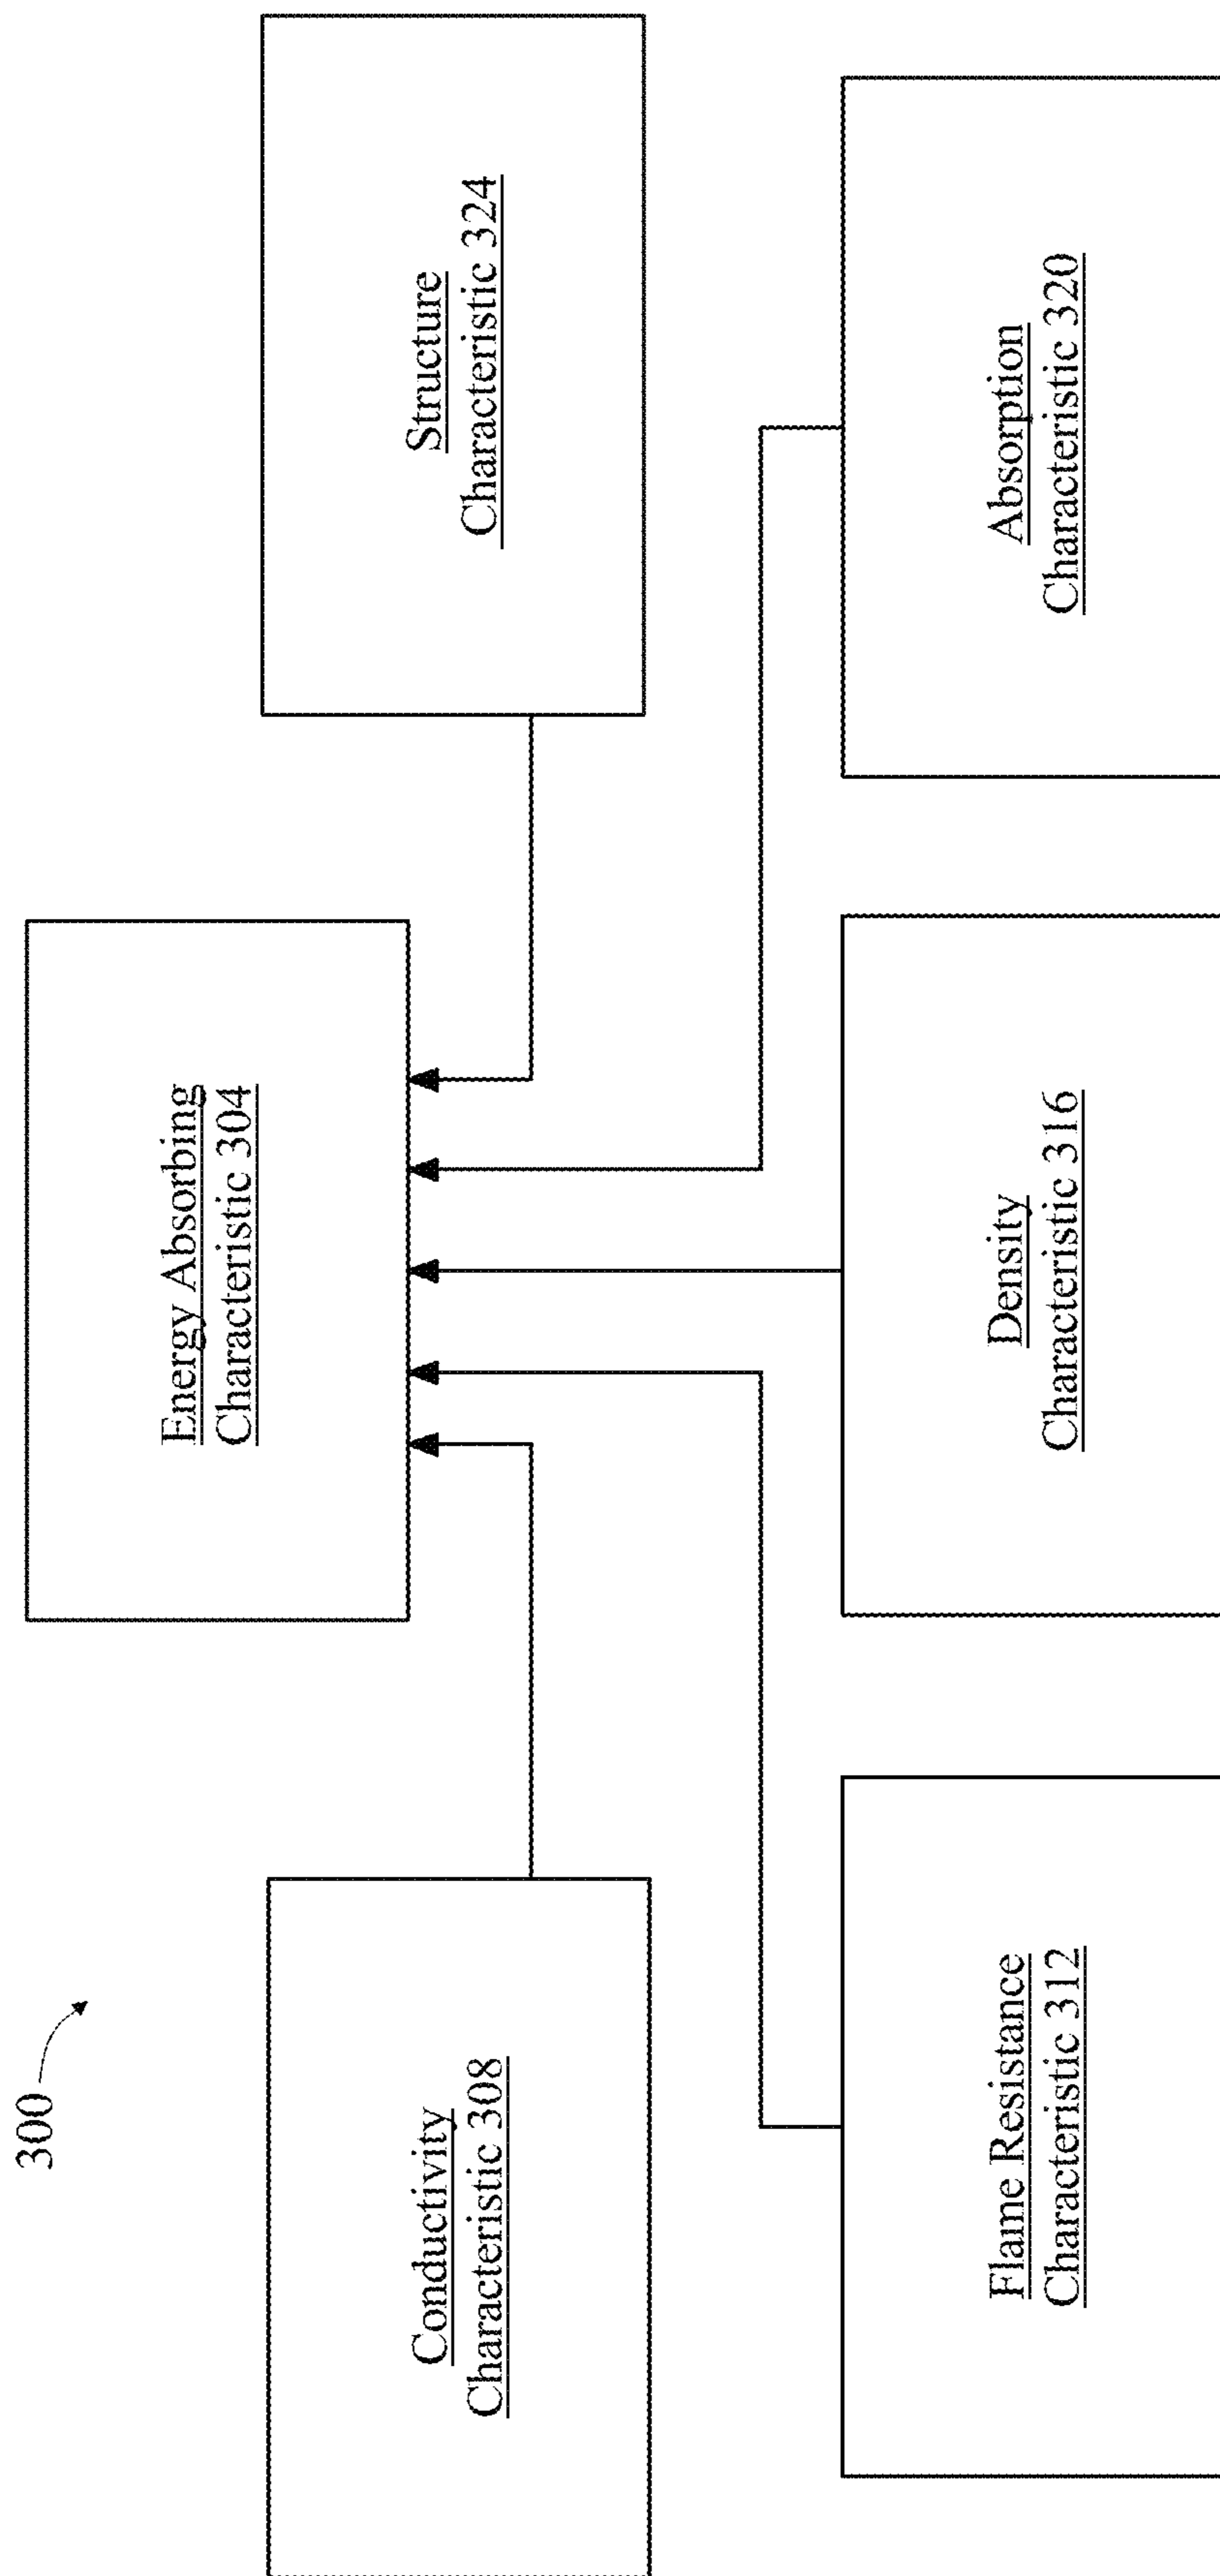 300
Energy Absorbing
Characteristic 304
Conductivity
Characteristic 308
Structure
Characteristic 324
Flame Resistance
Characteristic 312
Density
Characteristic 316
Absorption
Characteristic 320